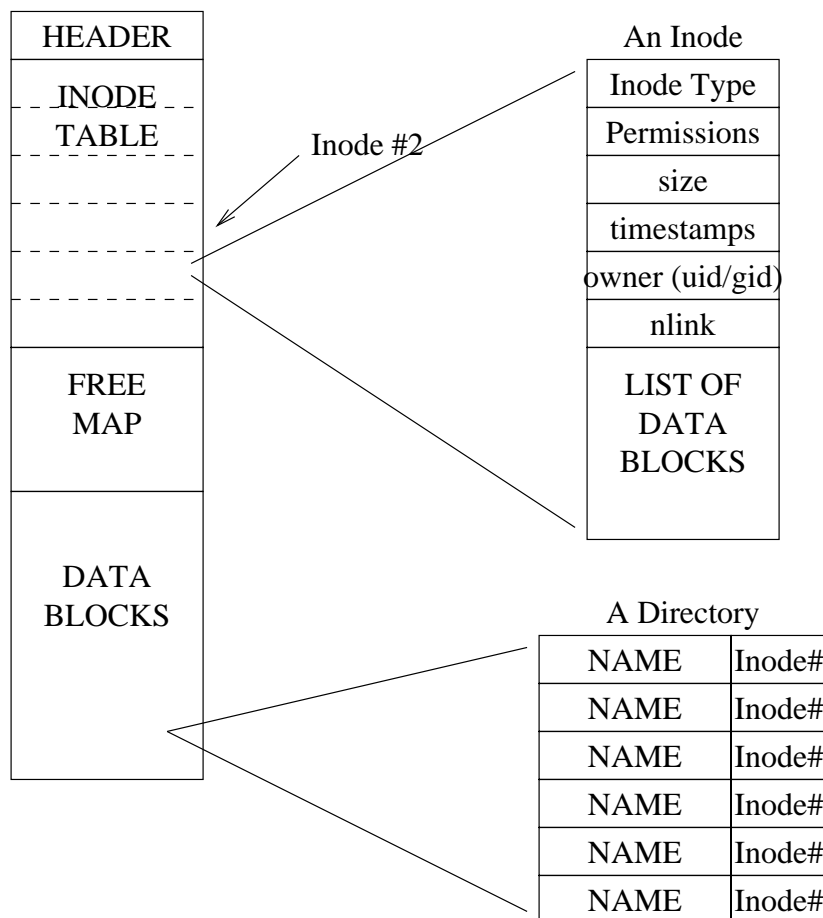 HEADER
INODE
TABLE
Inode #2
FREE
MAP
DATA
BLOCKS
An Inode
Inode Type
Permissions
size
timestamps
owner (uid/gid)
nlink
LIST OF
DATA
BLOCKS
A Directory
NAME Inode#
NAME Inode#
NAME Inode#
NAME Inode#
NAME Inode#
NAME Inode#